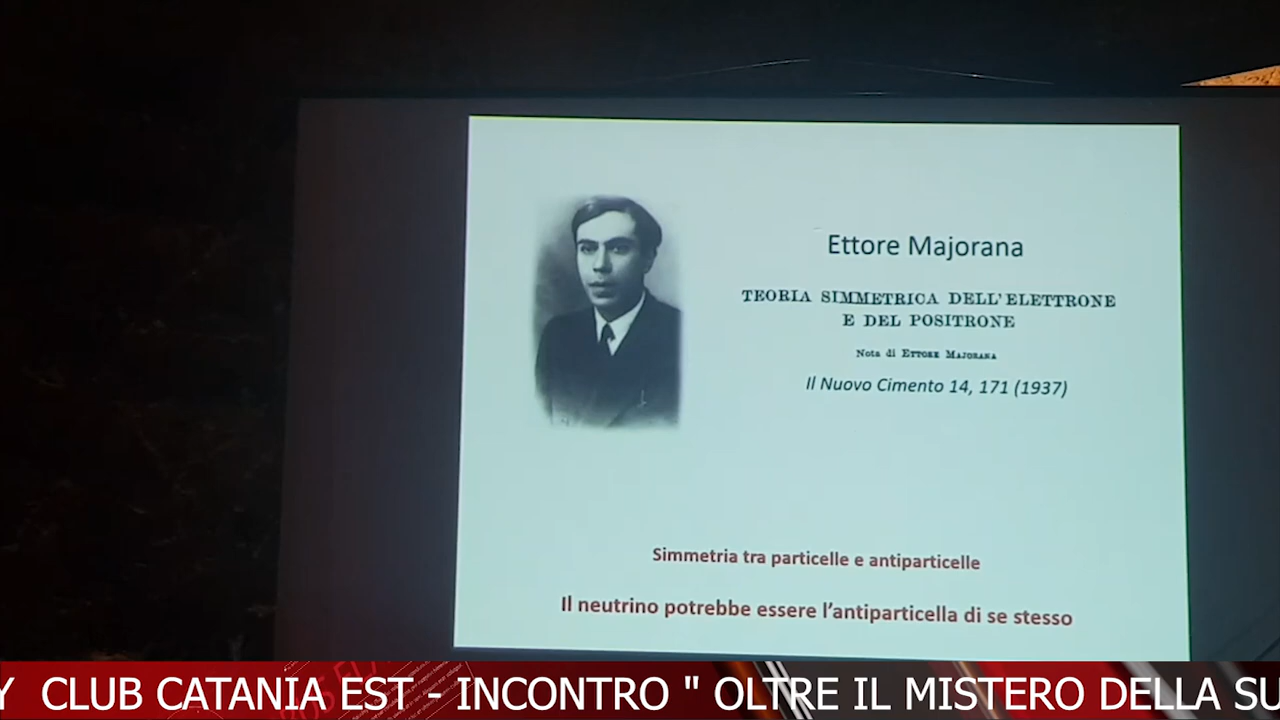 Ettore Majorana
TEORIA SIMMETRICA DELL'ELETTRONE
E DEL POSITRONE
Nota di ETTORE MAJORANA
Il Nuovo Cimento 14, 171 (1937)
Simmetria tra particelle e antiparticelle
Il neutrino potrebbe essere l'antiparticella di se stesso
Y CLUB CATANIA EST - INCONTRO " OLTRE IL MISTERO DELLA SU